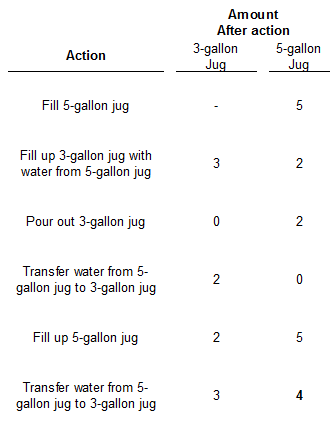 Amount
After action
Action
3-gallon
Jug
5-gallon
Jug
Fill 5-gallon jug
-
5
Fill up 3-gallon jug with
water from 5-gallon jug
3
2
Pour out 3-gallon jug
0
2
Transfer water from 5-
gallon jug to 3-gallon jug
2
0
Fill up 5-gallon jug
2
5
Transfer water from 5-
gallon jug to 3-gallon jug
3
4